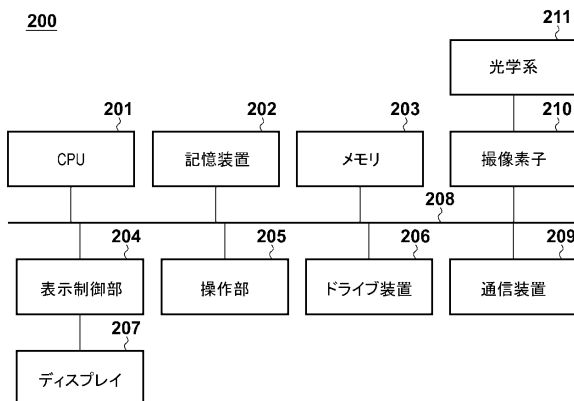 200
211
光学系
201
202
203
210
CPU
記憶装置
メモリ
撮像素子
208
204
205
206
209
表示制御部
操作部
ドライブ装置
通信装置
207
ディスプレイ